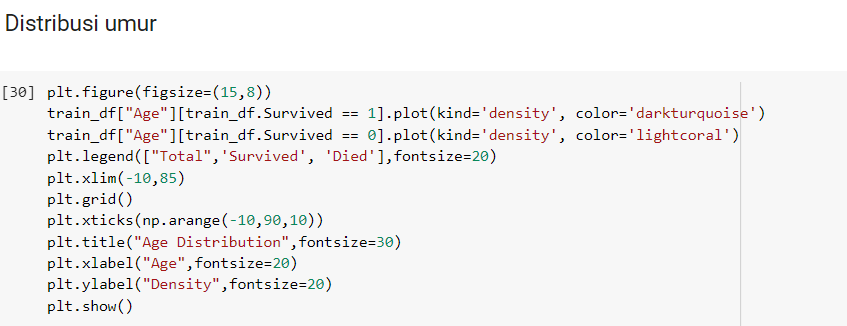 Distribusi umur
[30] plt.figure(figsize=(15,8))
train_df["Age"][train_df.Survived == 1].plot(kind='density', color='darkturquoise')
train_df["Age"][train_df.Survived == 0].plot(kind='density', color='lightcoral')
plt.legend(["Total",'Survived', 'Died'],fontsize=20)
plt.xlim(-10,85)
plt.grid()
plt.xticks(np.arange(-10,90,10))
plt.title("Age Distribution",fontsize=30)
plt.xlabel("Age",fontsize=20)
plt.ylabel("Density",fontsize=20)
plt.show()